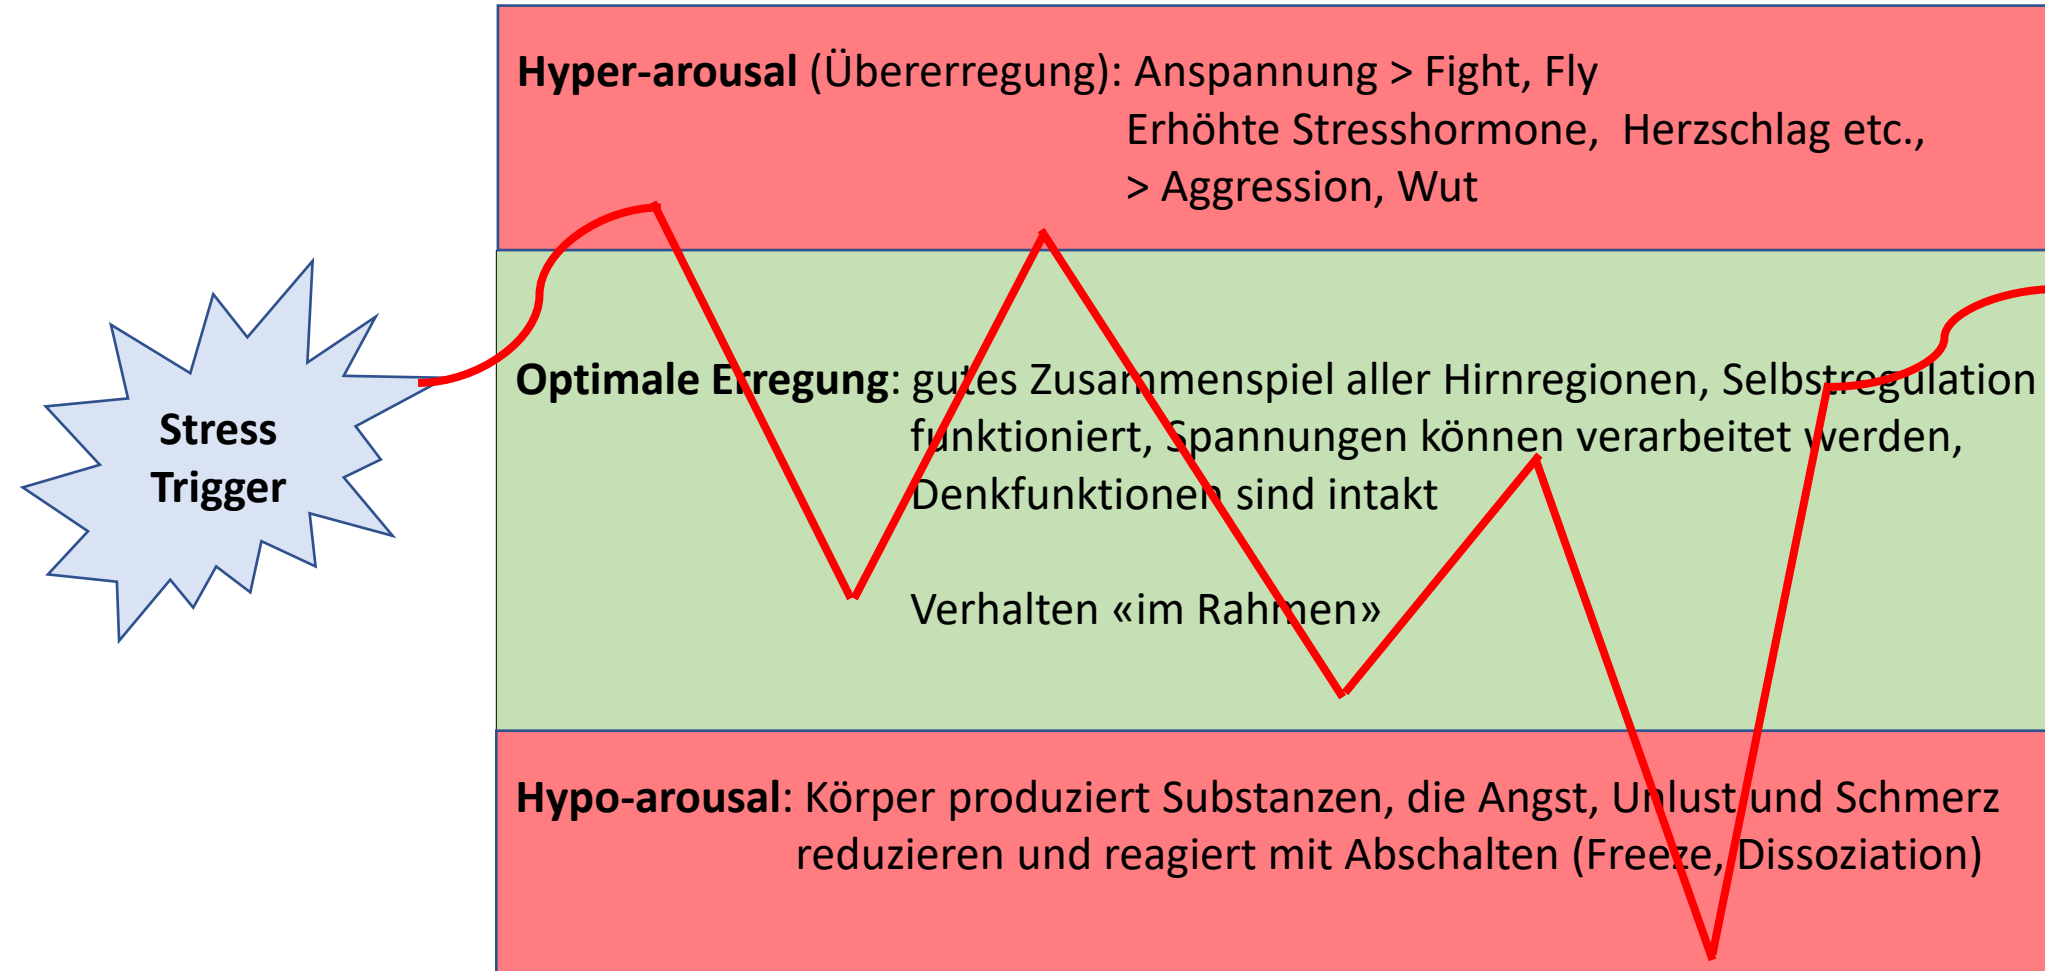 Hyper-arousal (Übererregung): Anspannung > Fight, Fly
Erhöhte Stresshormone, Herzschlag etc.,
> Aggression, Wut
Stress
Trigger
Optimale Erregung: gutes Zusammenspiel aller Hirnregionen, Selbstregulation
funktioniert, Spannungen können verarbeitet werden,
Denkfunktionen sind intakt
Verhalten «im Rahmen»
Hypo-arousal: Körper produziert Substanzen, die Angst, Unlust und Schmerz
reduzieren und reagiert mit Abschalten (Freeze, Dissoziation)